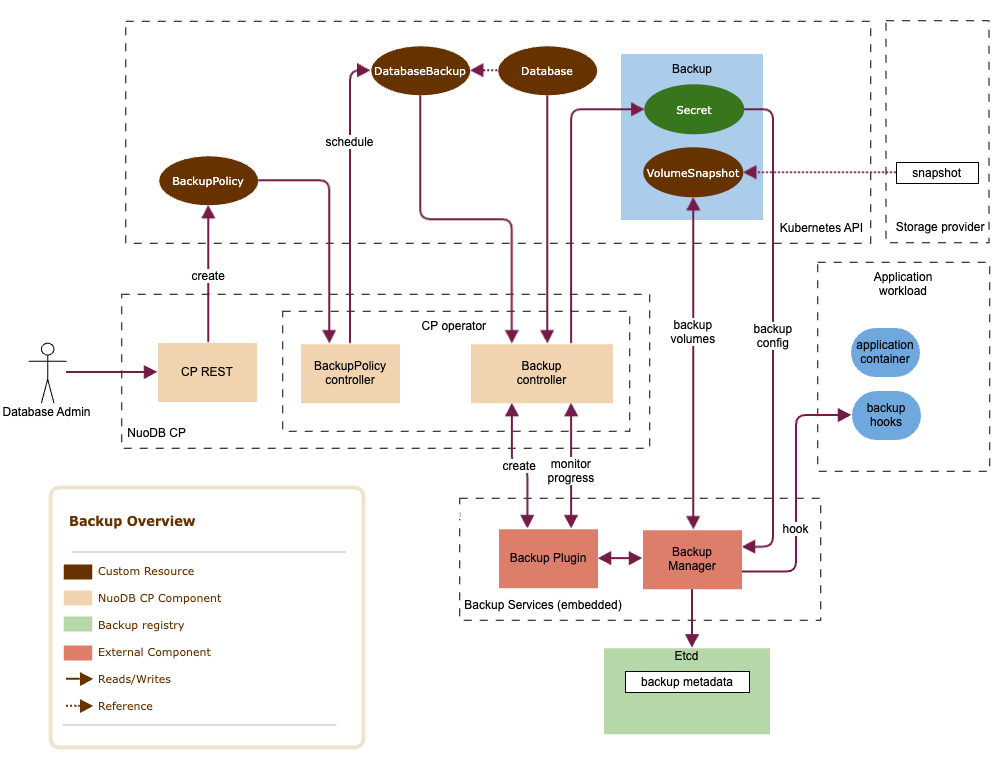 DatabaseBackup
Database
Backup
Secret
VolumeSnapshot
schedule
BackupPolicy
snapshot
Kubernetes API
Storage provider
create
Application
workload
application
container
backup
hooks
CP operator
backup
volumes
backup
config
CP REST
BackupPolicy
controller
Backup
controller
Database Admin
NuoDB CP
create
monitor
progress
hook
Backup Plugin
Backup
Manager
Backup Services (embedded)
Etcd
backup metadata
Backup Overview
Custom Resource
NuoDB CP Component
Backup registry
External Component
Reads/Writes
Reference